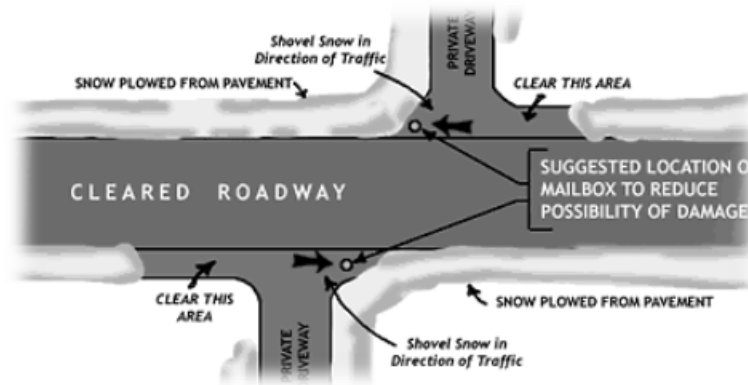 Shovel Snow in
Direction of Traffic
PRIVATE
DRIVEWAY
SNOW PLOWED FROM PAVEMENT
CLEAR THIS AREA
CLEARED ROADWAY
SUGGESTED LOCATION O
MAILBOX TO REDUCE
POSSIBILITY OF DAMAGE
CLEAR THIS
AREA
SNOW PLOWED FROM PAVEMENT
PRIVATE
RIVEWAY
Shovel Snow in
Direction of Traffic